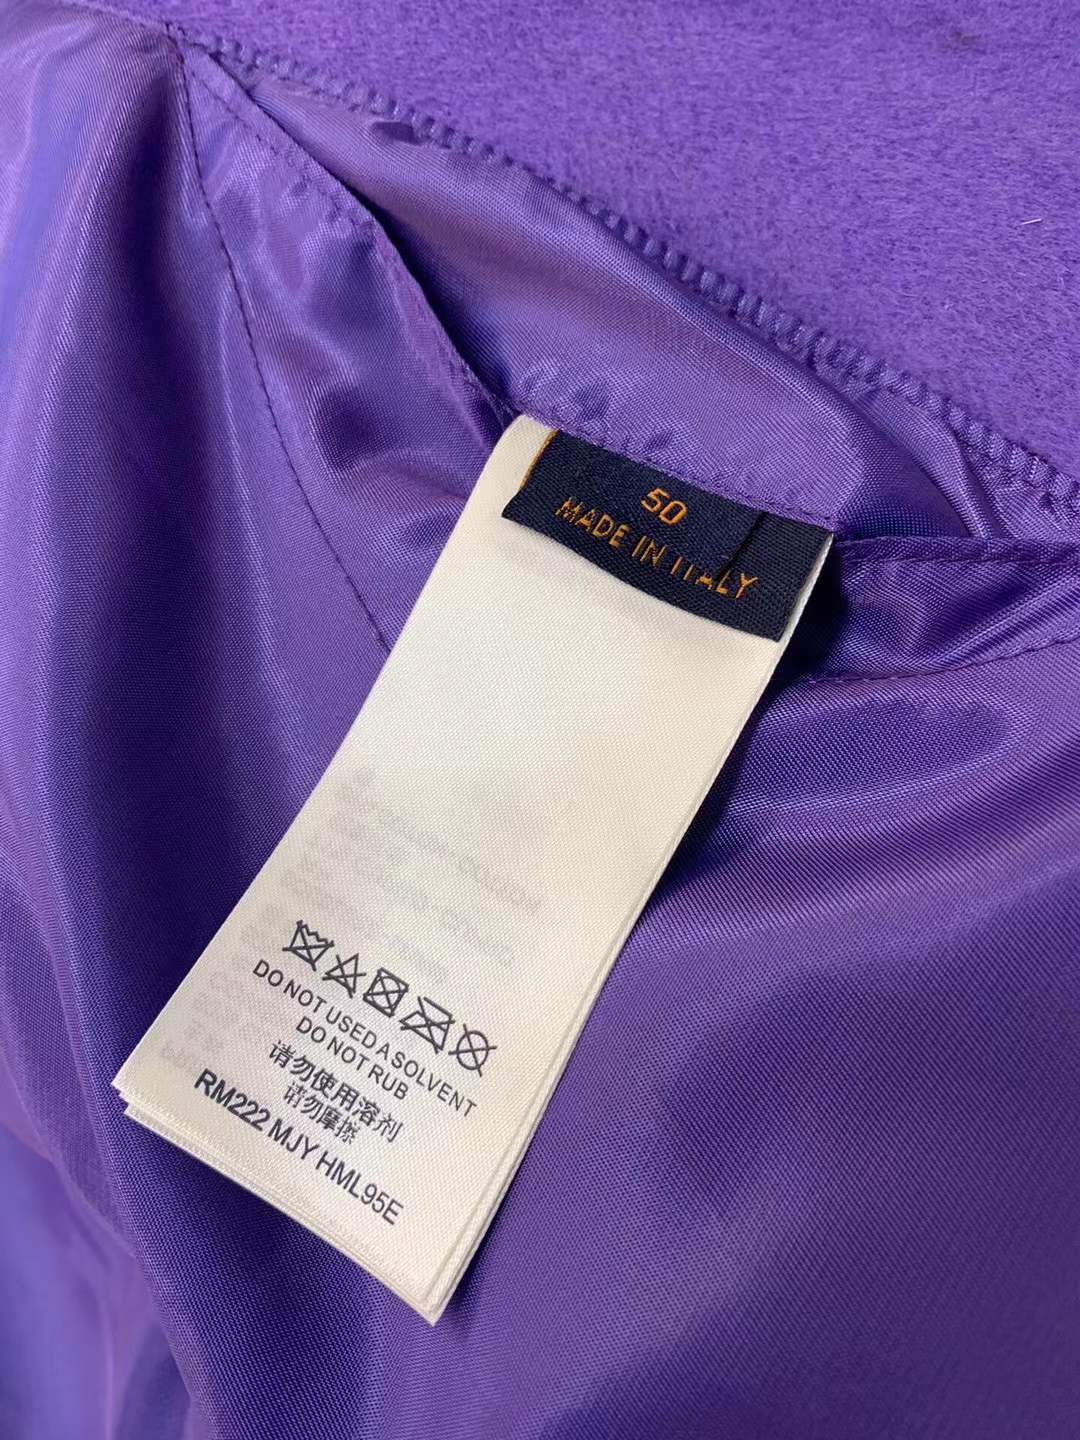 50
MADE IN ITALY
DO NOT USED A SOLVENT
DO NOT RUB
请勿使用溶剂
请勿摩擦
RM222 MJY HML95E